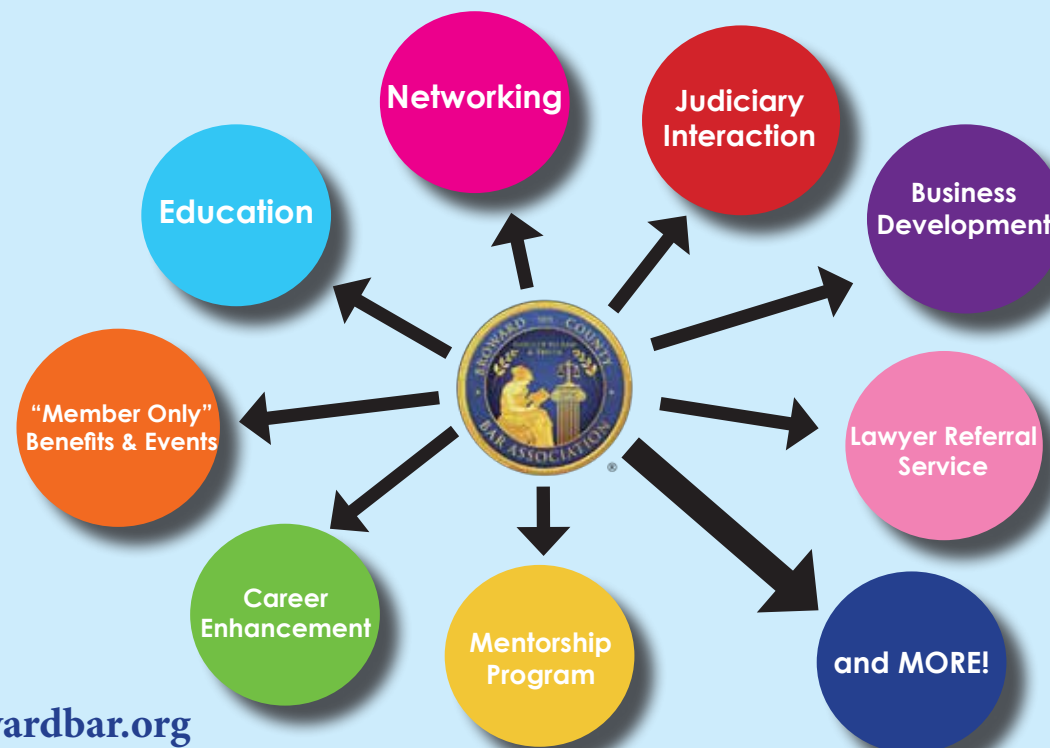 Networking
Judiciary
Interaction
Business
Development
Education
BROWARD
COUNTY
BAR ASSOCIATION
®
“Member Only”
Benefits & Events
Lawyer Referral
Service
Career
Enhancement
Mentorship
Program
and MORE!
wardbar.org